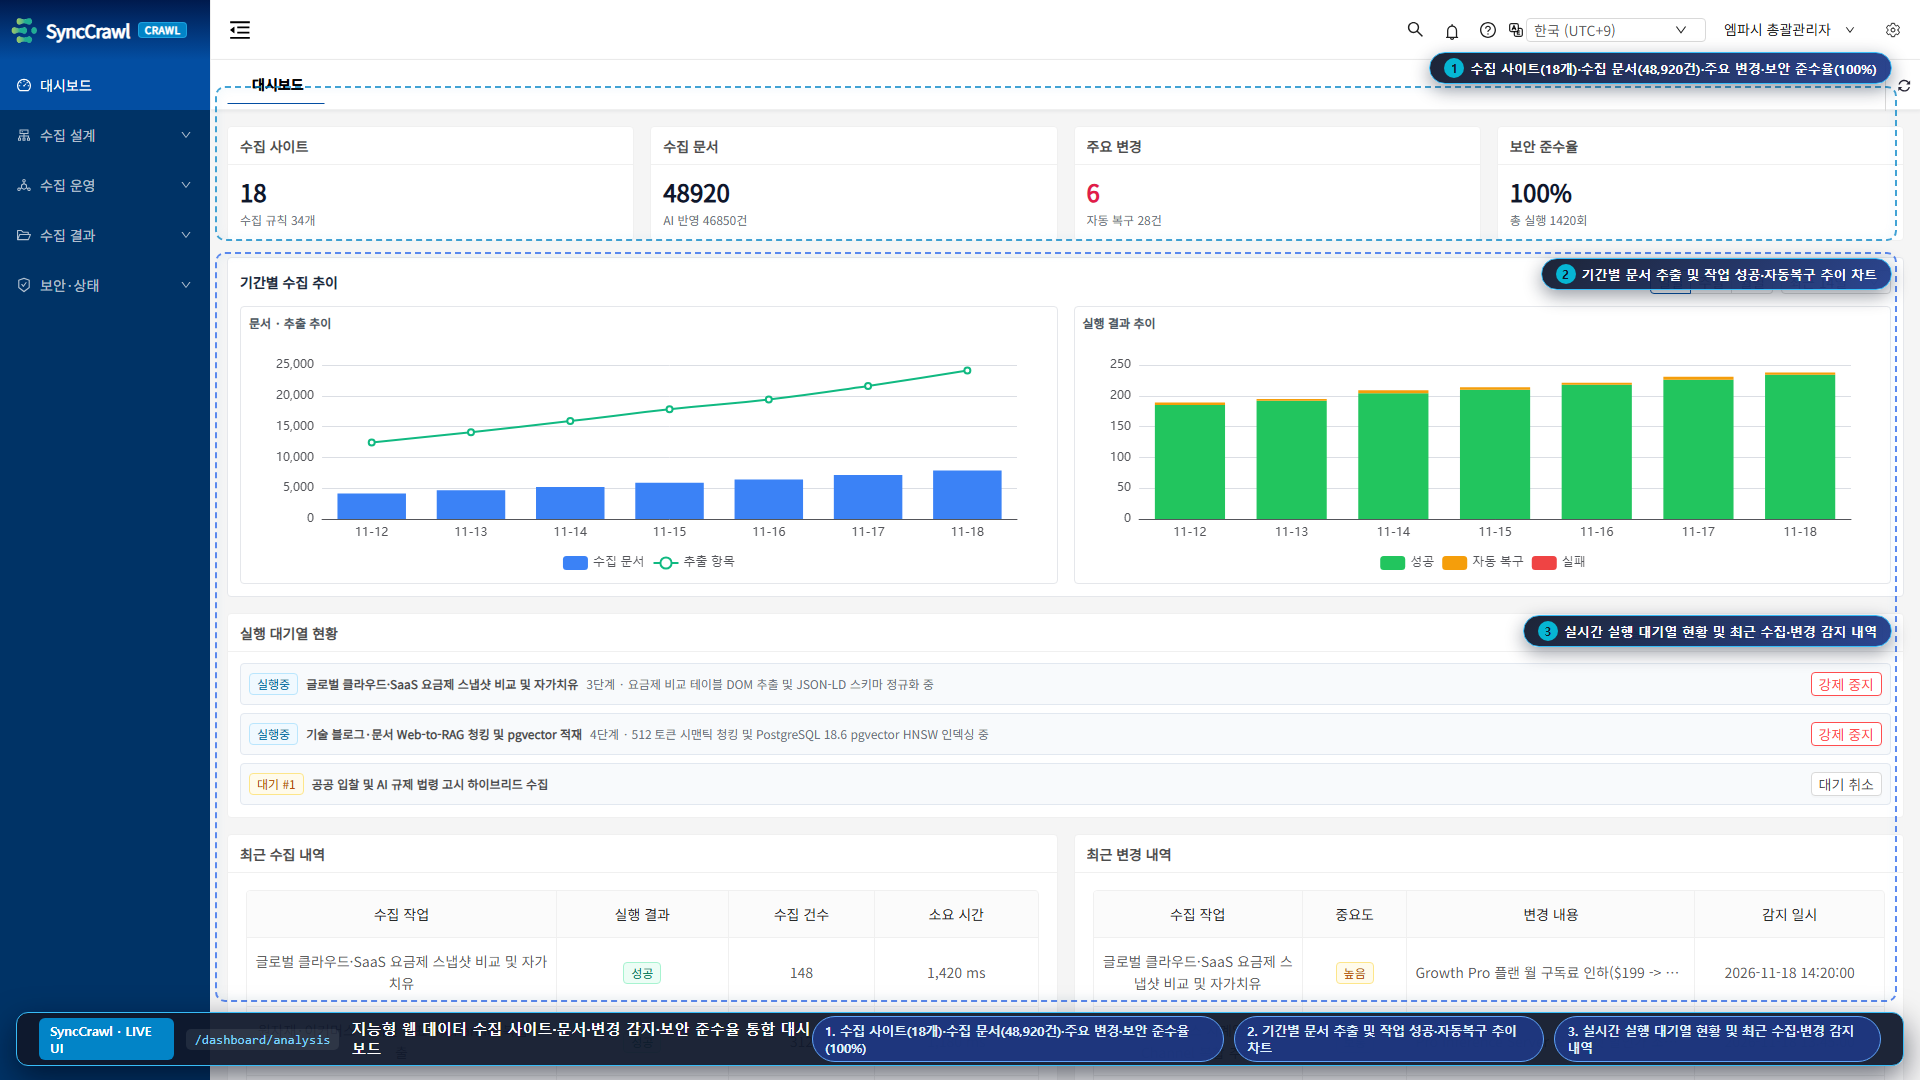 SyncCrawl CRAWL
한국 (UTC+9)
엠파시 총괄관리자
대시보드
수집 설계
수집 운영
수집 결과
보안·상태
대시보드
1 수집 사이트(18개)·수집 문서(48,920건)·주요 변경·보안 준수율(100%)
수집 사이트
18
수집 규칙 34개
수집 문서
48920
AI 반영 46850건
주요 변경
6
자동 복구 28건
보안 준수율
100%
총 실행 1420회
기간별 수집 추이
2 기간별 문서 추출 및 작업 성공·자동복구 추이 차트
문서 · 추출 추이
25,000
20,000
15,000
10,000
5,000
0
11-12 11-13 11-14 11-15 11-16 11-17 11-18
수집 문서 추출 항목
실행 결과 추이
250
200
150
100
50
0
11-12 11-13 11-14 11-15 11-16 11-17 11-18
성공 자동 복구 실패
실행 대기열 현황
3 실시간 실행 대기열 현황 및 최근 수집·변경 감지 내역
실행중 글로벌 클라우드·SaaS 요금제 스냅샷 비교 및 자가치유 3단계 · 요금제 비교 테이블 DOM 추출 및 JSON-LD 스키마 정규화 중 강제 중지
실행중 기술 블로그·문서 Web-to-RAG 청킹 및 pgvector 적재 4단계 · 512 토큰 시맨틱 청킹 및 PostgreSQL 18.6 pgvector HNSW 인덱싱 중 강제 중지
대기 #1 공공 입찰 및 AI 규제 법령 고시 하이브리드 수집 대기 취소
최근 수집 내역
수집 작업 실행 결과 수집 건수 소요 시간
글로벌 클라우드·SaaS 요금제 스냅샷 비교 및 자가
치유
성공 148 1,420 ms
최근 변경 내역
수집 작업 중요도 변경 내용 감지 일시
글로벌 클라우드·SaaS 요금제 스
냅샷 비교 및 자가치유
높음 Growth Pro 플랜 월 구독료 인하($199 -> ··· 2026-11-18 14:20:00
SyncCrawl · LIVE
UI
/dashboard/analysis
지능형 웹 데이터 수집 사이트·문서·변경 감지·보안 준수율 통합 대시
보드
1. 수집 사이트(18개)·수집 문서(48,920건)·주요 변경·보안 준수율
(100%)
2. 기간별 문서 추출 및 작업 성공·자동복구 추이
차트
3. 실시간 실행 대기열 현황 및 최근 수집·변경 감지
내역